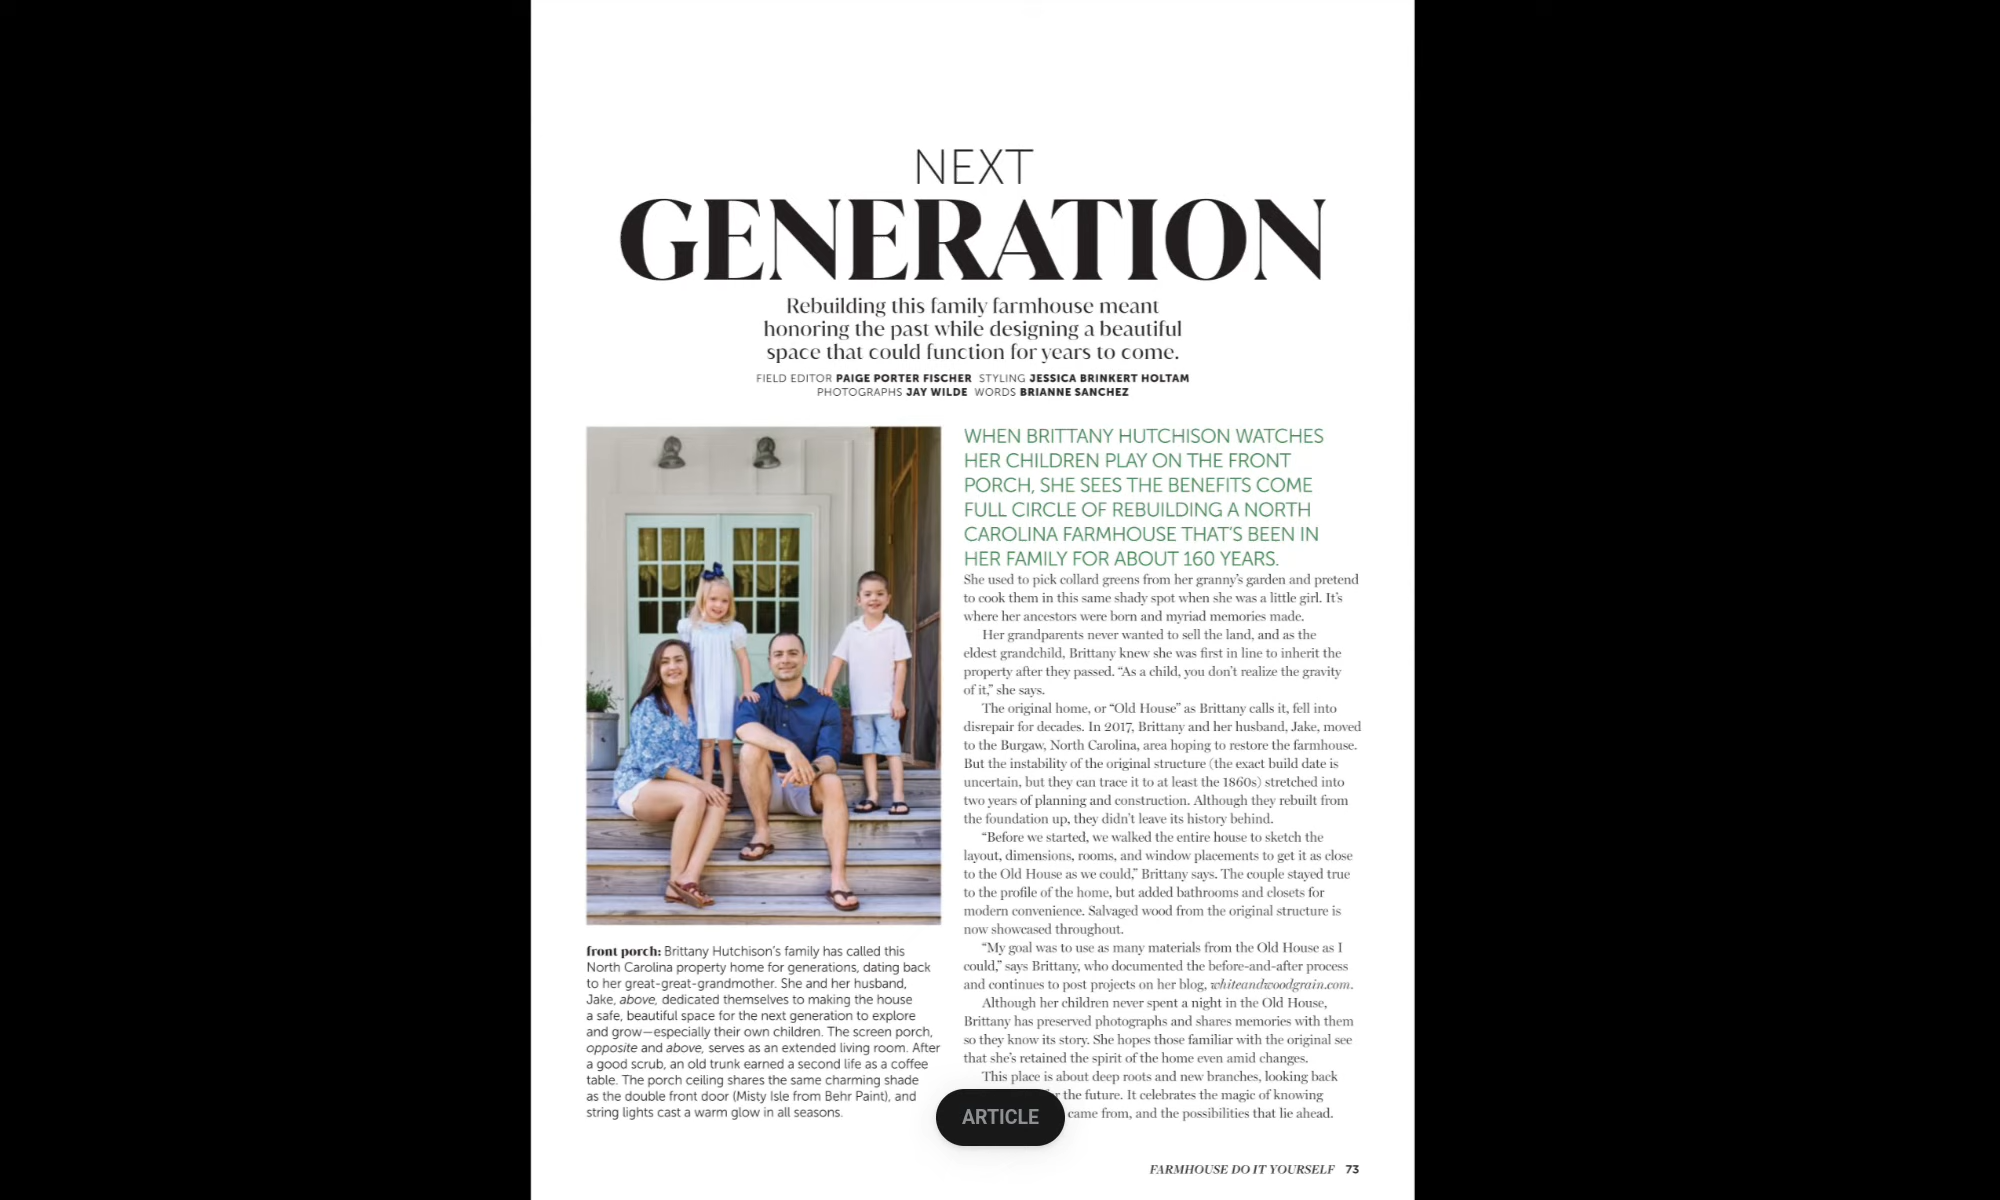 NEXT
GENERATION
Rebuilding this family farmhouse meant
honoring the past while designing a beautiful
space that could function for years to come.
FIELD EDITOR PAIGE PORTER FISCHER STYLING JESSICA BRINKERT HOLTAM
PHOTOGRAPHS JAY WILDE WORDS BRIANNE SANCHEZ
front porch: Brittany Hutchison's family has called this
North Carolina property home for generations, dating back
to her great-great-grandmother. She and her husband,
Jake, above, dedicated themselves to making the house
a safe, beautiful space for the next generation to explore
and grow—especially their own children. The screen porch,
opposite and above, serves as an extended living room. After
a good scrub, an old trunk earned a second life as a coffee
table. The porch ceiling shares the same charming shade
as the double front door (Misty Isle from Behr Paint), and
string lights cast a warm glow in all seasons.
WHEN BRITTANY HUTCHISON WATCHES
HER CHILDREN PLAY ON THE FRONT
PORCH, SHE SEES THE BENEFITS COME
FULL CIRCLE OF REBUILDING A NORTH
CAROLINA FARMHOUSE THAT'S BEEN IN
HER FAMILY FOR ABOUT 160 YEARS.
She used to pick collard greens from her granny's garden and pretend
to cook them in this same shady spot when she was a little girl. It's
where her ancestors were born and myriad memories made.
Her grandparents never wanted to sell the land, and as the
eldest grandchild, Brittany knew she was first in line to inherit the
property after they passed. "As a child, you don't realize the gravity
of it," she says.
The original home, or "Old House" as Brittany calls it, fell into
disrepair for decades. In 2017, Brittany and her husband, Jake, moved
to the Burgaw, North Carolina, area hoping to restore the farmhouse.
But the instability of the original structure (the exact build date is
uncertain, but they can trace it to at least the 1860s) stretched into
two years of planning and construction. Although they rebuilt from
the foundation up, they didn't leave its history behind.
"Before we started, we walked the entire house to sketch the
layout, dimensions, rooms, and window placements to get it as close
to the Old House as we could," Brittany says. The couple stayed true
to the profile of the home, but added bathrooms and closets for
modern convenience. Salvaged wood from the original structure is
now showcased throughout.
"My goal was to use as many materials from the Old House as I
could," says Brittany, who documented the before-and-after process
and continues to post projects on her blog, whiteandwoodgrain.com.
Although her children never spent a night in the Old House,
Brittany has preserved photographs and shares memories with them
so they know its story. She hopes those familiar with the original see
that she's retained the spirit of the home even amid changes.
This place is about deep roots and new branches, looking back
the future. It celebrates the magic of knowing
came from, and the possibilities that lie ahead.
ARTICLE
FARMHOUSE DO IT YOURSELF 73